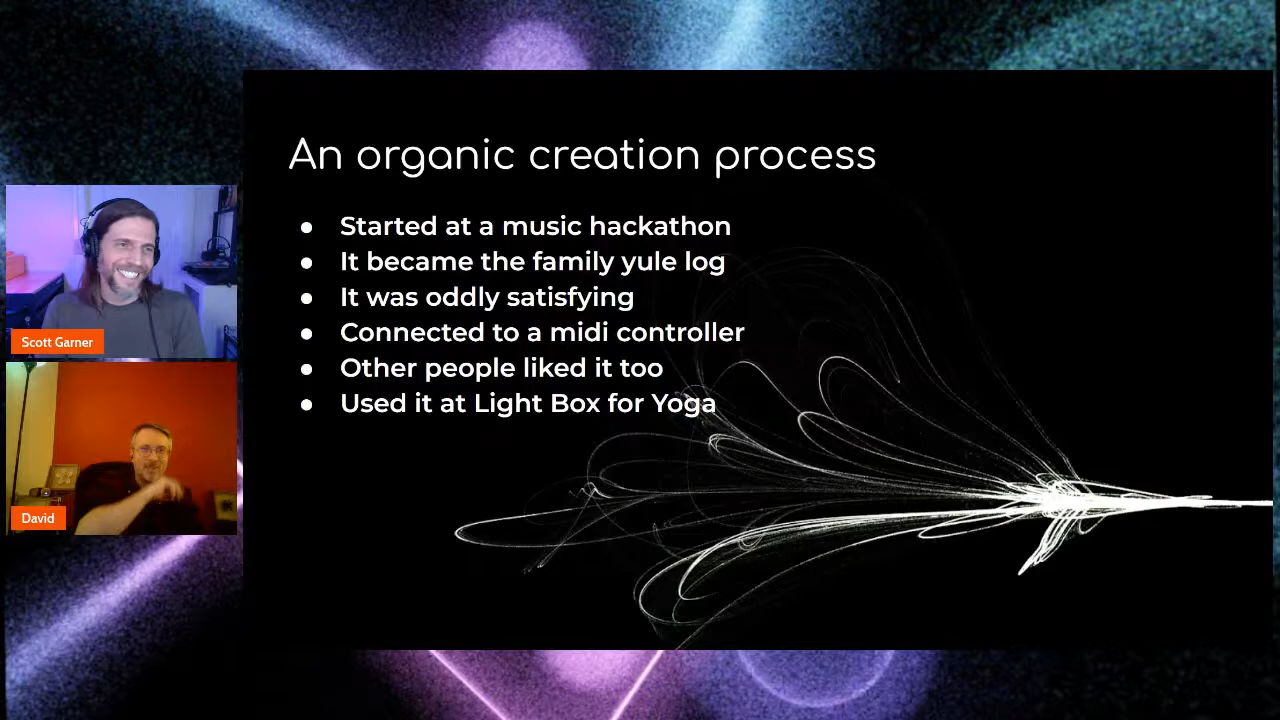 An organic creation process
● Started at a music hackathon
● It became the family yule log
● It was oddly satisfying
● Connected to a midi controller
● Other people liked it too
● Used it at Light Box for Yoga
Scott Garner
David